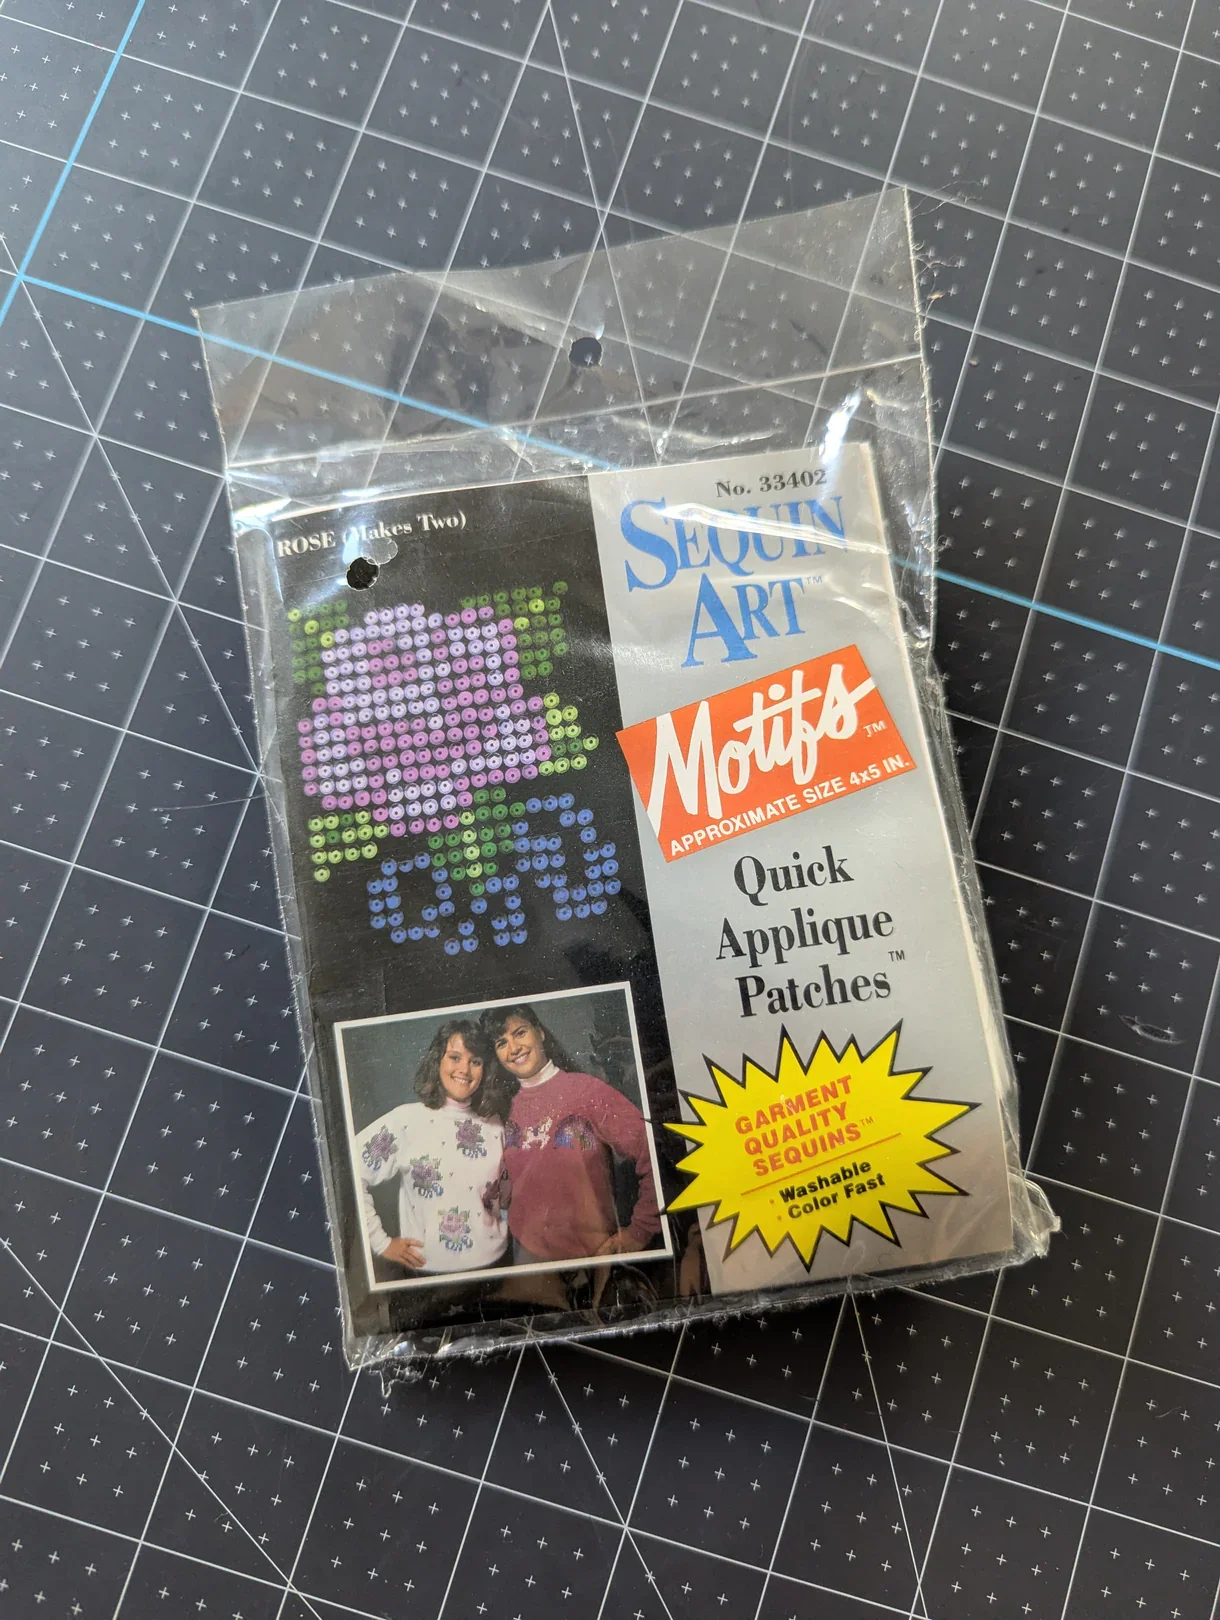 ROSE (Makes Two)
No. 33402
SEQUIN
ART™
Motifs™
APPROXIMATE SIZE 4x5 IN.
Quick
Applique
Patches™
GARMENT
QUALITY
SEQUINS™
· Washable
· Color Fast